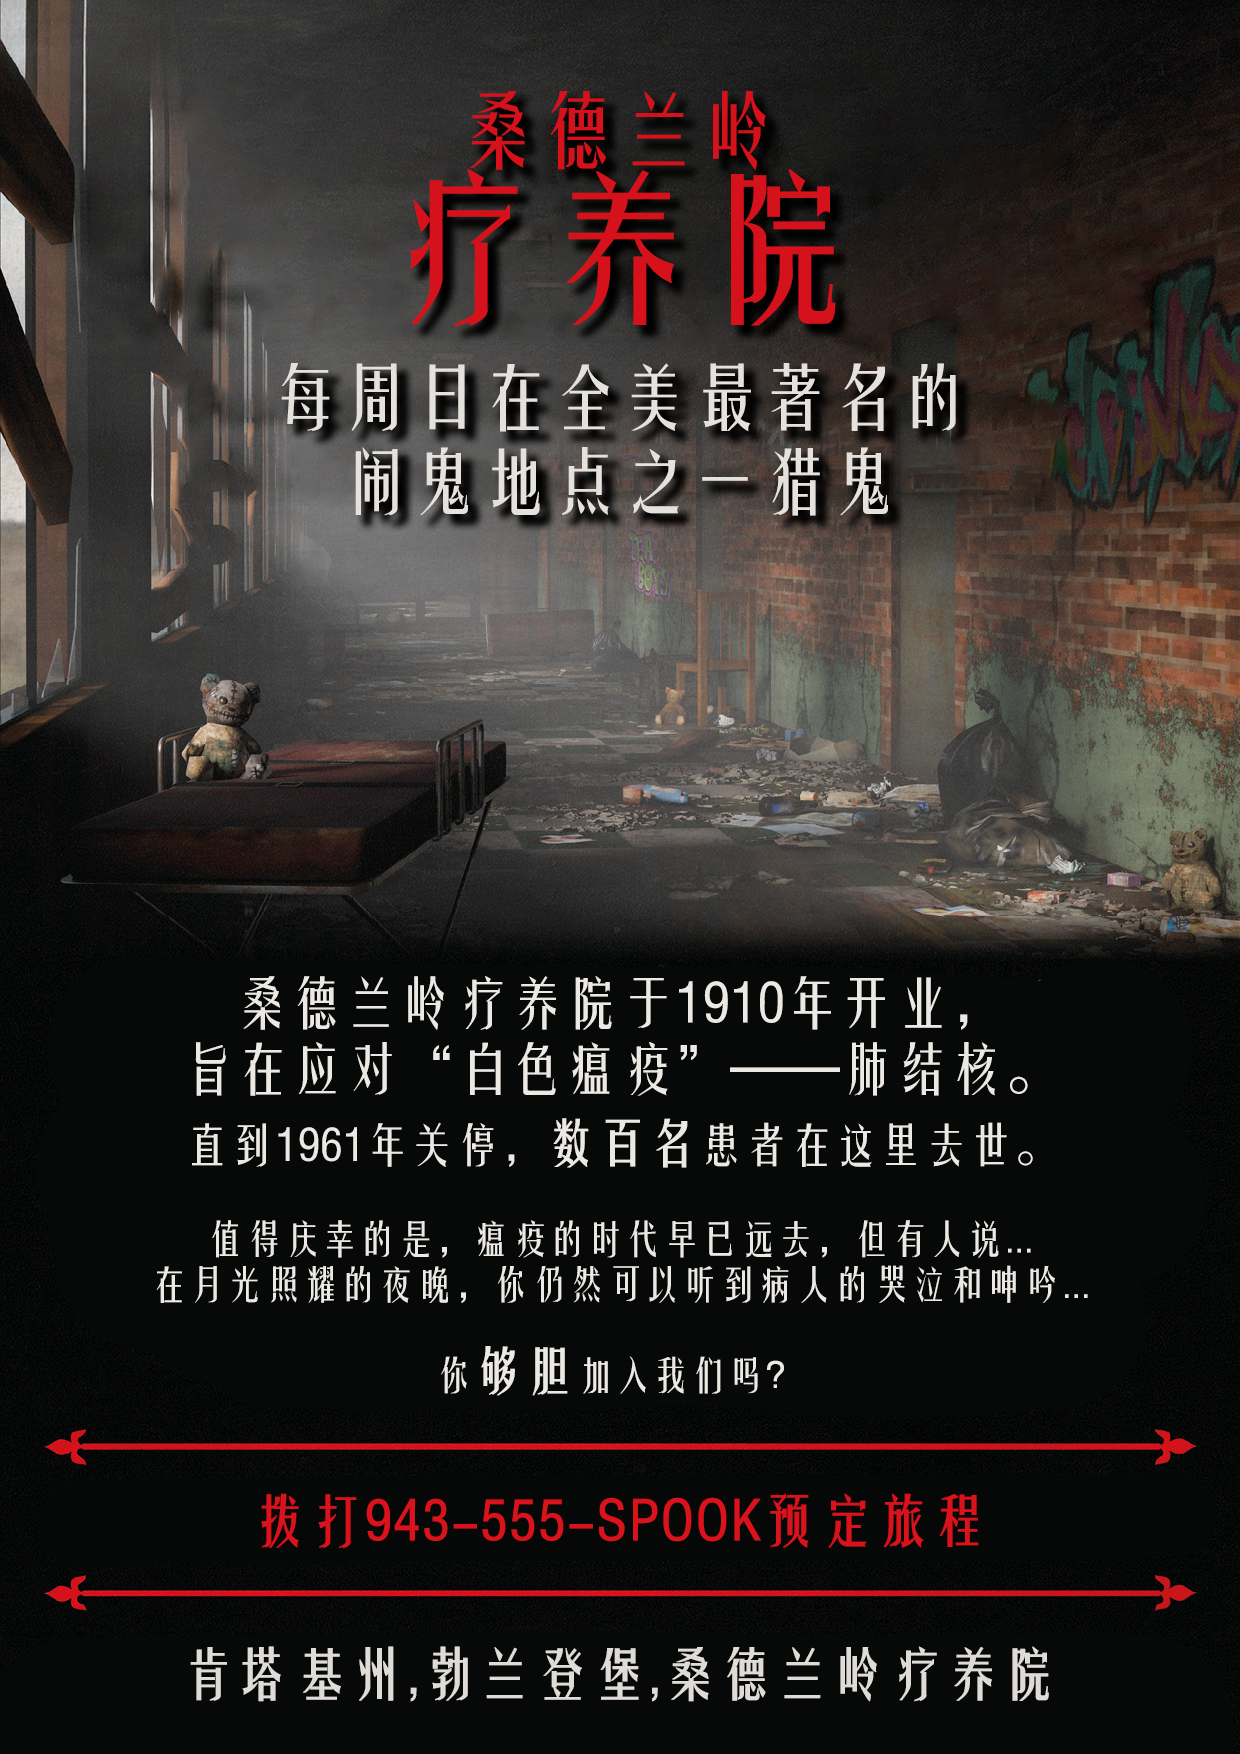 桑德兰岭
疗养院
每周日在全美最著名的
闹鬼地点之一猎鬼
桑德兰岭疗养院于1910年开业，
旨在应对“白色瘟疫”——肺结核。
直到1961年关停，数百名患者在这里去世。
值得庆幸的是，瘟疫的时代早已远去，但有人说...
在月光照耀的夜晚，你仍然可以听到病人的哭泣和呻吟...
你够胆加入我们吗?
拨打943-555-SPOOK预定旅程
肯塔基州,勃兰登堡,桑德兰岭疗养院